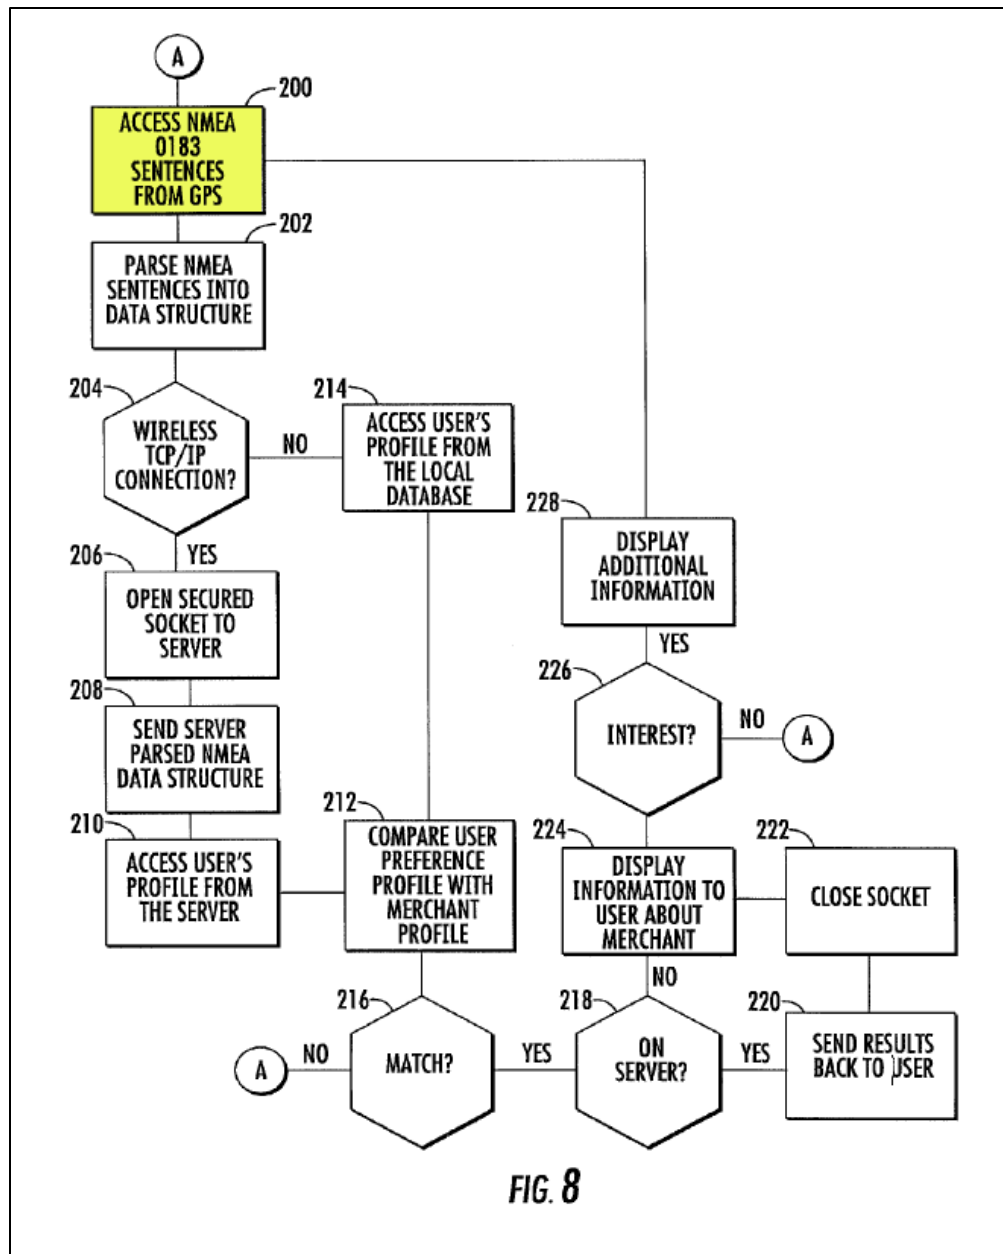 A
200
ACCESS NMEA
0183
SENTENCES
FROM GPS
202
PARSE NMEA
SENTENCES INTO
DATA STRUCTURE
204
WIRELESS
TCP/IP
CONNECTION?
NO
214
ACCESS USER'S
PROFILE FROM
THE LOCAL
DATABASE
YES
206
OPEN SECURED
SOCKET TO
SERVER
208
SEND SERVER
PARSED NMEA
DATA STRUCTURE
210
ACCESS USER'S
PROFILE FROM
THE SERVER
212
COMPARE USER
PREFERENCE
PROFILE WITH
MERCHANT
PROFILE
216
MATCH?
NO
A
YES
218
ON
SERVER?
YES
220
SEND RESULTS
BACK TO USER
222
CLOSE SOCKET
NO
224
DISPLAY
INFORMATION TO
USER ABOUT
MERCHANT
226
INTEREST?
NO
A
YES
228
DISPLAY
ADDITIONAL
INFORMATION
FIG. 8